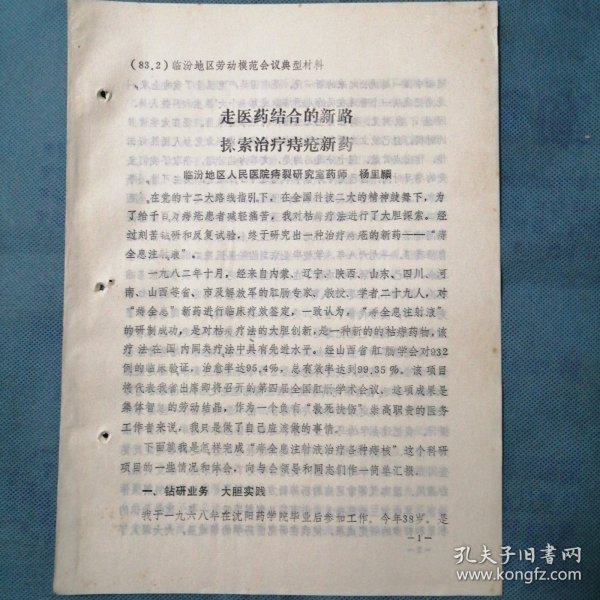 (83.2)临汾地区劳动模范会议典型材料
走医药结合的新路
探索治疗痔疮新药
临汾地区人民医院痔裂研究室药师 杨里颖
在党的十二大路线指引下，在全国科技二大的精神鼓舞下，为
了给千百万痔疮患者减轻痛苦，我对枯痔疗法进行了大胆探索。经
过刻苦钻研和反复试验，终于研究出一种治疗痔疮的新药——“痔
全息注射液”。
一九八二年十月，经来自内蒙、辽宁、陕西、山东、四川、河
南、山西等省、市及解放军的肛肠专家、教授、学者二十九人，对
“痔全息”新药进行临床疗效鉴定，一致认为，“痔全息注射液”
的研制成功，是对枯痔疗法的大胆创新，是一种新的枯痔药物，该
疗法在国内同类疗法中具有先进水平。经山西省肛肠学会对932
例的临床验证，治愈率达95.4%，总有效率达到99.35%。该项目
将代表我省出席即将召开的第四届全国肛肠学术会议，这项成果是
集体智慧的劳动结晶，作为一个负有“救死扶伤”崇高职责的医务
工作者来说，我只是做了自己应该做的事情。
下面就我是怎样完成“痔全息注射液治疗各种痔核”这个科研
项目的一些情况和体会，向与会领导和同志们作一简单汇报。
一、钻研业务 大胆实践
我于一九六八年在沈阳药学院毕业后参加工作。今年38岁。是
—1—
孔夫子旧书网
www.kongfz.com